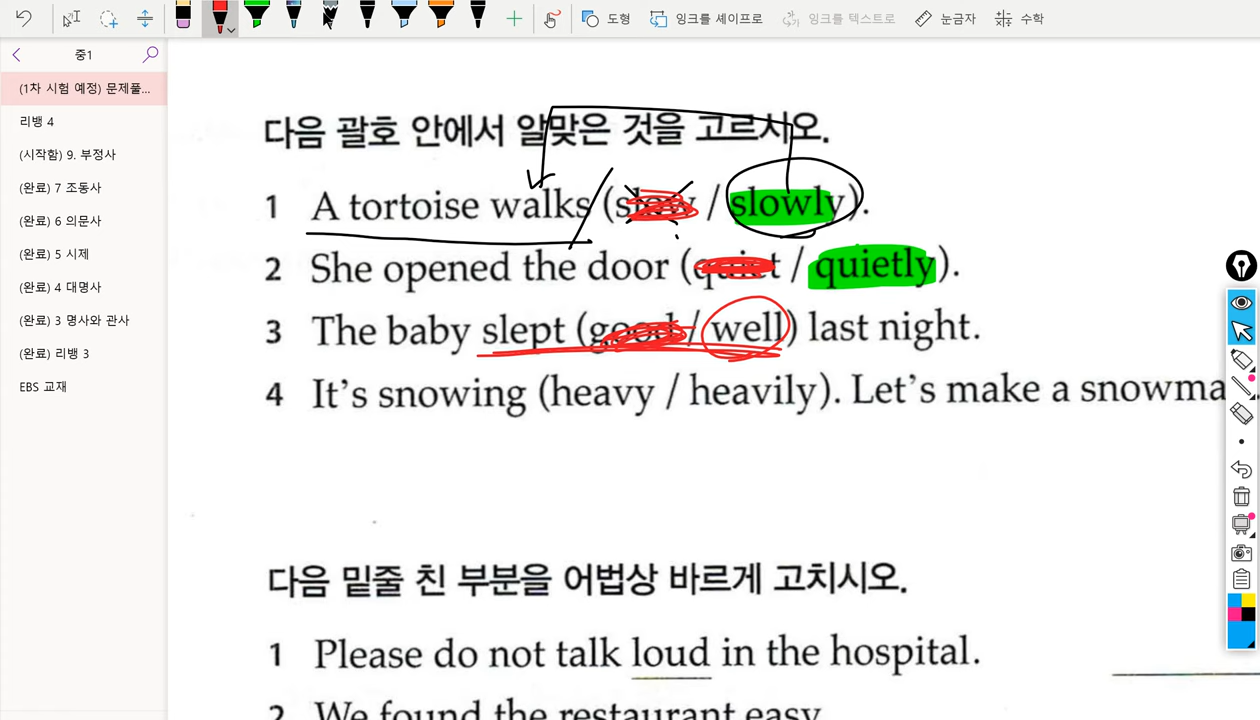 도형 잉크를 셰이프로 잉크를 텍스트로 눈금자 수학
중1
(1차 시험 예정) 문제풀...
리뱅 4
(시작함) 9. 부정사
(완료) 7 조동사
(완료) 6 의문사
(완료) 5 시제
(완료) 4 대명사
(완료) 3 명사와 관사
(완료) 리뱅 3
EBS 교재
다음 괄호 안에서 알맞은 것을 고르시오.
1 A tortoise walks (slow / slowly).
2 She opened the door (quiet / quietly).
3 The baby slept (good / well) last night.
4 It's snowing (heavy / heavily). Let's make a snowma
다음 밑줄 친 부분을 어법상 바르게 고치시오.
1 Please do not talk loud in the hospital.
2 We found the restaurant easy